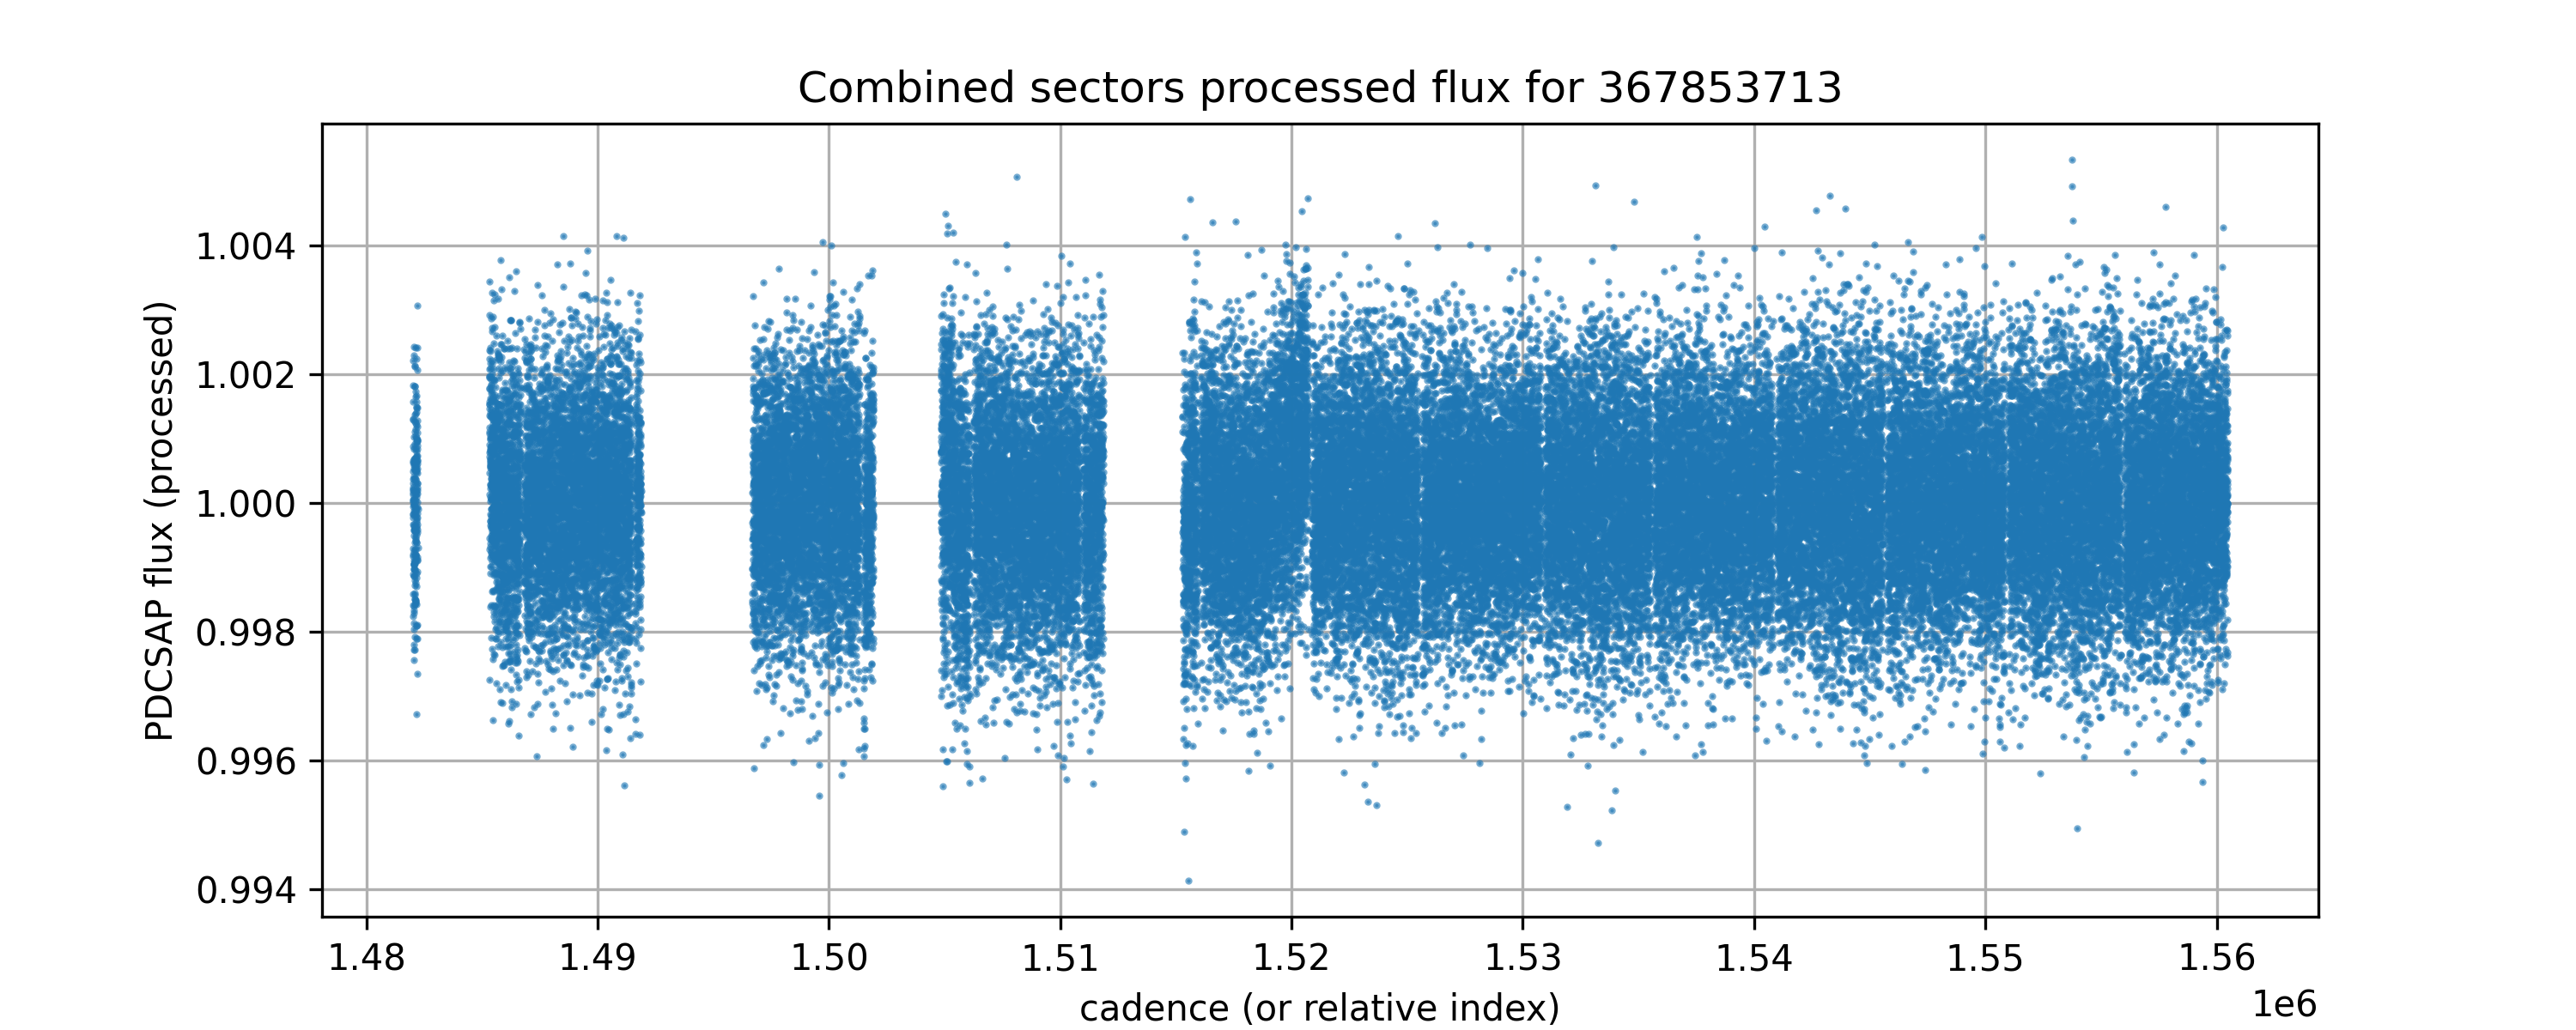 Combined sectors processed flux for 367853713
PDCSAP flux (processed)
1.004
1.002
1.000
0.998
0.996
0.994
1.48 1.49 1.50 1.51 1.52 1.53 1.54 1.55 1.56
1e6
cadence (or relative index)